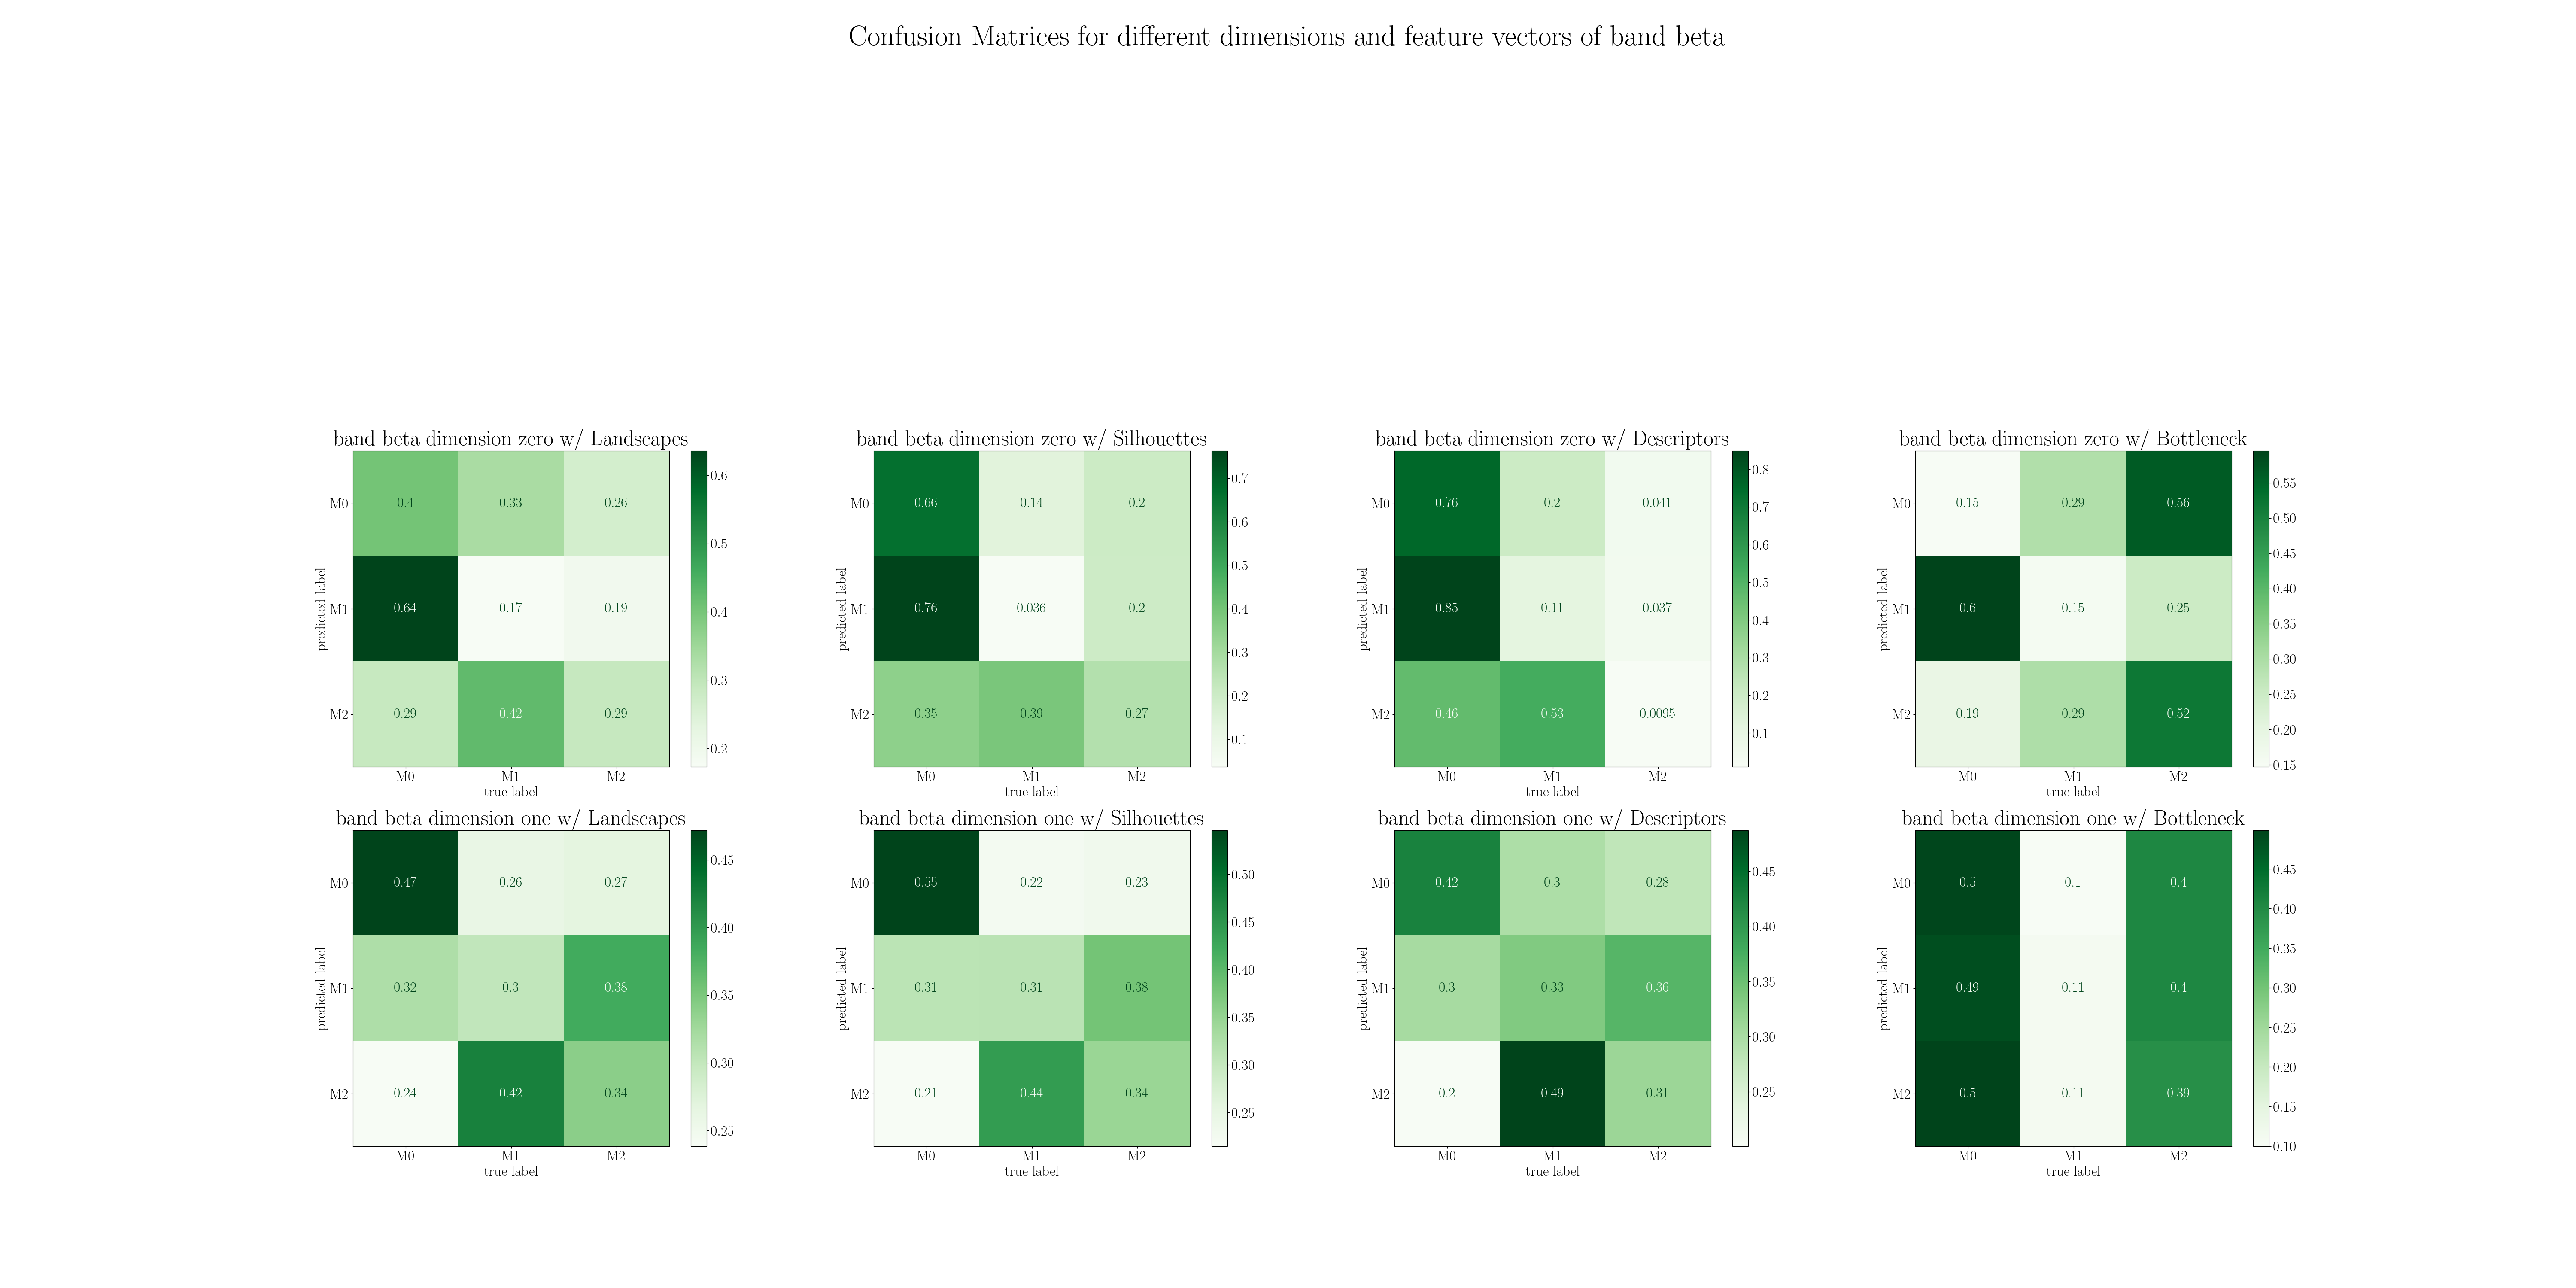 Confusion Matrices for different dimensions and feature vectors of band beta
band beta dimension zero w/ Landscapes
predicted label
M0 0.4 0.33 0.26
M1 0.64 0.17 0.19
M2 0.29 0.42 0.29
M0 M1 M2
true label
0.6
0.5
0.4
0.3
0.2
band beta dimension zero w/ Silhouettes
predicted label
M0 0.66 0.14 0.2
M1 0.76 0.036 0.2
M2 0.35 0.39 0.27
M0 M1 M2
true label
0.7
0.6
0.5
0.4
0.3
0.2
0.1
band beta dimension zero w/ Descriptors
predicted label
M0 0.76 0.2 0.041
M1 0.85 0.11 0.037
M2 0.46 0.53 0.0095
M0 M1 M2
true label
0.8
0.7
0.6
0.5
0.4
0.3
0.2
0.1
band beta dimension zero w/ Bottleneck
predicted label
M0 0.15 0.29 0.56
M1 0.6 0.15 0.25
M2 0.19 0.29 0.52
M0 M1 M2
true label
0.55
0.50
0.45
0.40
0.35
0.30
0.25
0.20
0.15
band beta dimension one w/ Landscapes
predicted label
M0 0.47 0.26 0.27
M1 0.32 0.3 0.38
M2 0.24 0.42 0.34
M0 M1 M2
true label
0.45
0.40
0.35
0.30
0.25
band beta dimension one w/ Silhouettes
predicted label
M0 0.55 0.22 0.23
M1 0.31 0.31 0.38
M2 0.21 0.44 0.34
M0 M1 M2
true label
0.50
0.45
0.40
0.35
0.30
0.25
band beta dimension one w/ Descriptors
predicted label
M0 0.42 0.3 0.28
M1 0.3 0.33 0.36
M2 0.2 0.49 0.31
M0 M1 M2
true label
0.45
0.40
0.35
0.30
0.25
band beta dimension one w/ Bottleneck
predicted label
M0 0.5 0.1 0.4
M1 0.49 0.11 0.4
M2 0.5 0.11 0.39
M0 M1 M2
true label
0.45
0.40
0.35
0.30
0.25
0.20
0.15
0.10